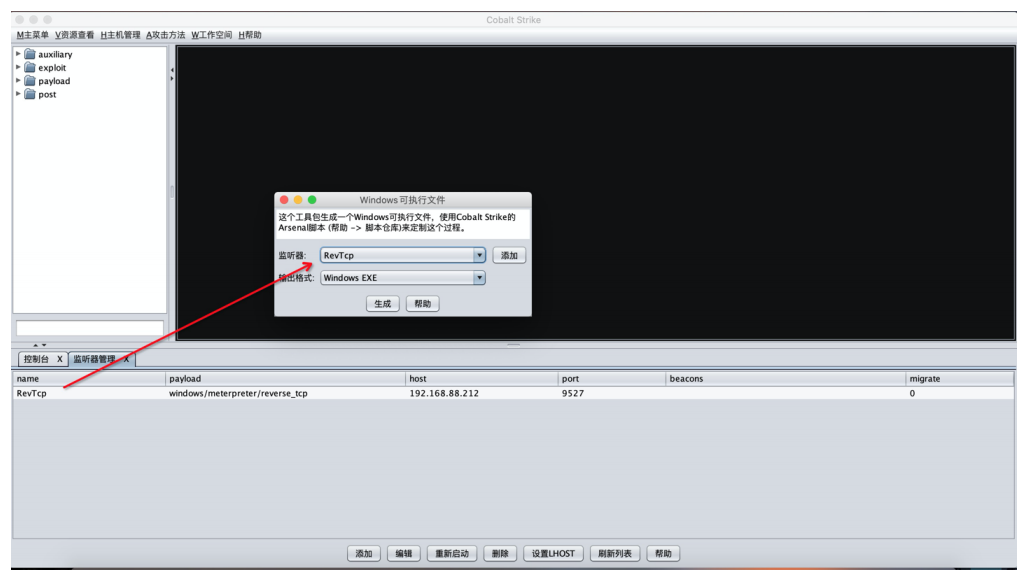 Cobalt Strike
M主菜单 V资源查看 H主机管理 A攻击方法 W工作空间 H帮助
auxiliary
exploit
payload
post
Windows可执行文件
这个工具包生成一个Windows可执行文件，使用Cobalt Strike的
Arsenal脚本 (帮助 -> 脚本仓库)来定制这个过程。
监听器: RevTcp 添加
输出格式: Windows EXE
生成 帮助
控制台 X 监听器管理 X
name payload host port beacons migrate
RevTcp windows/meterpreter/reverse_tcp 192.168.88.212 9527 0
添加 编辑 重新启动 删除 设置LHOST 刷新列表 帮助